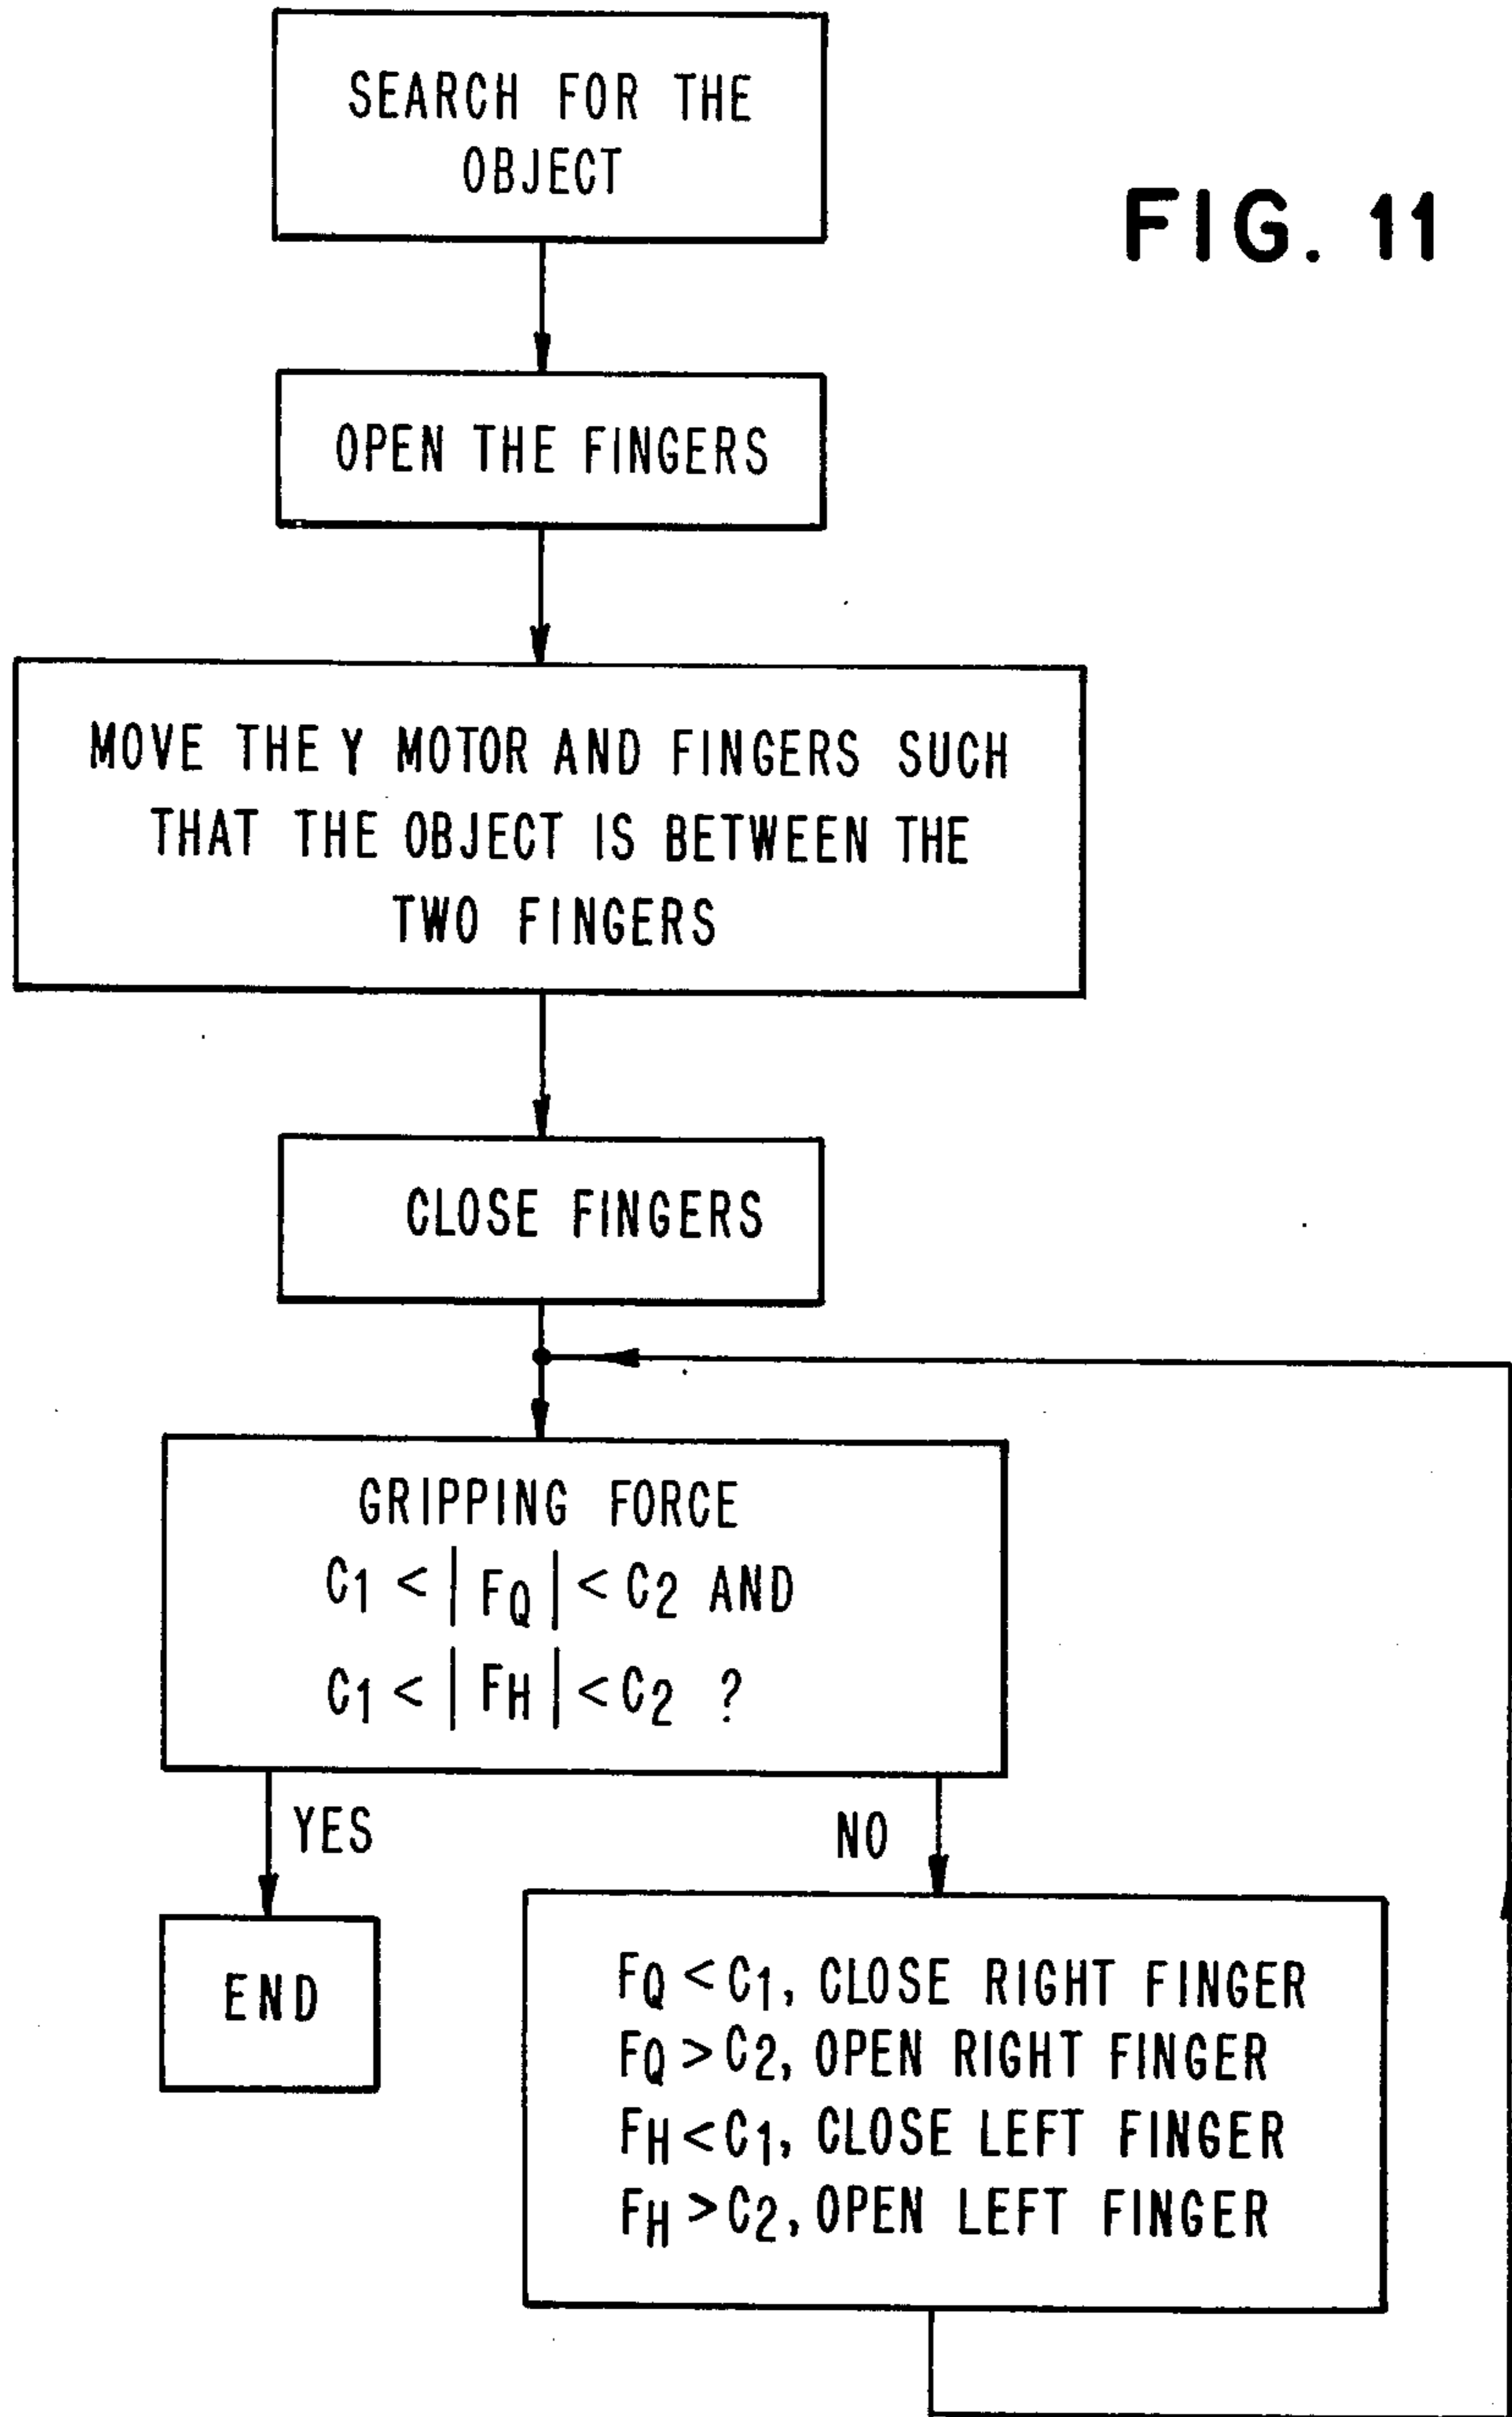 SEARCH FOR THE
OBJECT
FIG. 11
OPEN THE FINGERS
MOVE THE Y MOTOR AND FINGERS SUCH
THAT THE OBJECT IS BETWEEN THE
TWO FINGERS
CLOSE FINGERS
GRIPPING FORCE
C1 < | FQ | < C2 AND
C1 < | FH | < C2 ?
YES
NO
END
FQ < C1, CLOSE RIGHT FINGER
FQ > C2, OPEN RIGHT FINGER
FH < C1, CLOSE LEFT FINGER
FH > C2, OPEN LEFT FINGER